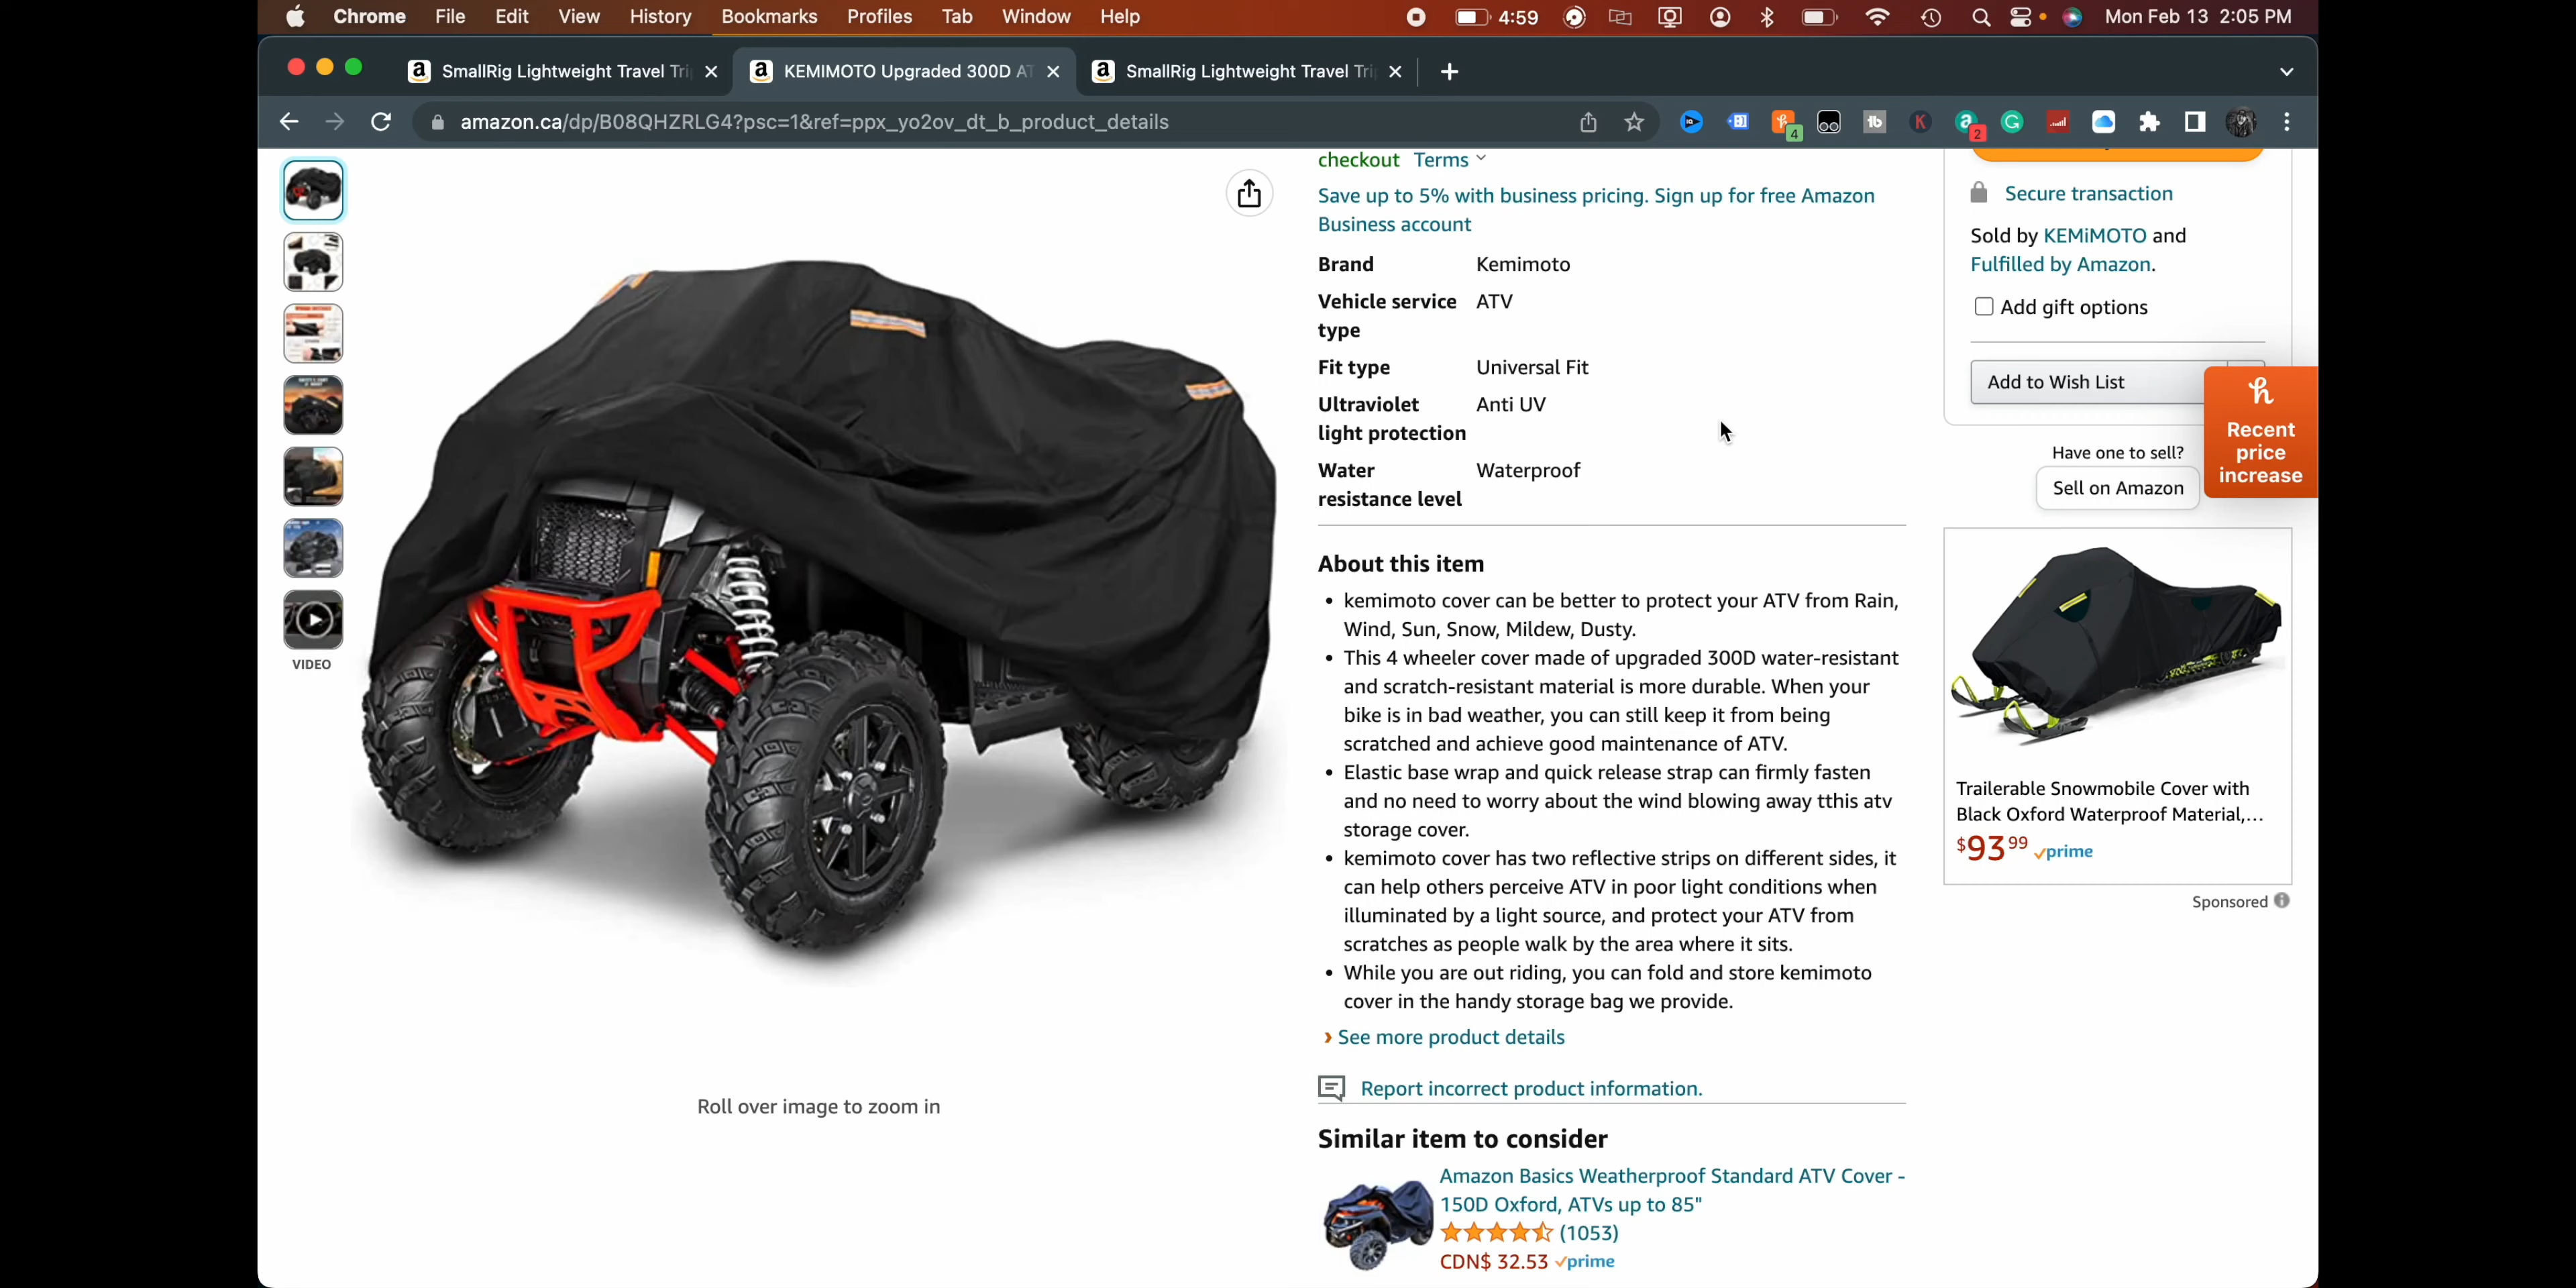 Chrome File Edit View History Bookmarks Profiles Tab Window Help 4:59 Mon Feb 13 2:05 PM
SmallRig Lightweight Travel Tri KEMIMOTO Upgraded 300D AT SmallRig Lightweight Travel Tri
amazon.ca/dp/B08QHZRLG4?psc=1&ref=ppx_yo2ov_dt_b_product_details
4
2
VIDEO
Roll over image to zoom in
checkout Terms
Save up to 5% with business pricing. Sign up for free Amazon
Business account
Brand Kemimoto
Vehicle service ATV
type
Fit type Universal Fit
Ultraviolet Anti UV
light protection
Water Waterproof
resistance level
About this item
• kemimoto cover can be better to protect your ATV from Rain,
Wind, Sun, Snow, Mildew, Dusty.
• This 4 wheeler cover made of upgraded 300D water-resistant
and scratch-resistant material is more durable. When your
bike is in bad weather, you can still keep it from being
scratched and achieve good maintenance of ATV.
• Elastic base wrap and quick release strap can firmly fasten
and no need to worry about the wind blowing away tthis atv
storage cover.
• kemimoto cover has two reflective strips on different sides, it
can help others perceive ATV in poor light conditions when
illuminated by a light source, and protect your ATV from
scratches as people walk by the area where it sits.
• While you are out riding, you can fold and store kemimoto
cover in the handy storage bag we provide.
› See more product details
Report incorrect product information.
Similar item to consider
Amazon Basics Weatherproof Standard ATV Cover -
150D Oxford, ATVs up to 85"
(1053)
CDN$ 32.53 prime
Secure transaction
Sold by KEMiMOTO and
Fulfilled by Amazon.
Add gift options
Add to Wish List
h
Recent
price
increase
Have one to sell?
Sell on Amazon
Trailerable Snowmobile Cover with
Black Oxford Waterproof Material,...
$93 99 prime
Sponsored